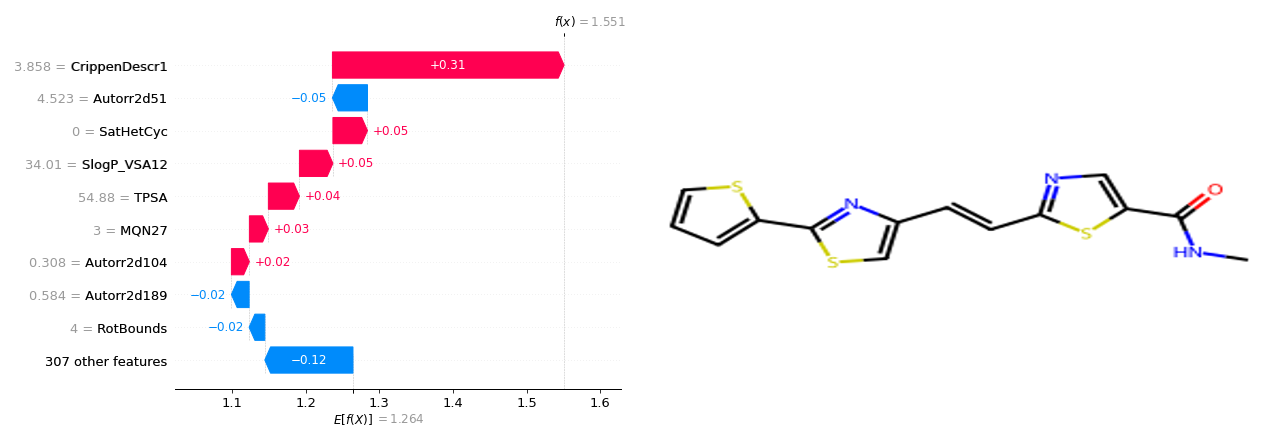 f(x) = 1.551
3.858 = CrippenDescr1
+0.31
4.523 = Autorr2d51
−0.05
0 = SatHetCyc
+0.05
34.01 = SlogP_VSA12
+0.05
54.88 = TPSA
+0.04
3 = MQN27
+0.03
0.308 = Autorr2d104
+0.02
0.584 = Autorr2d189
−0.02
4 = RotBounds
−0.02
307 other features
−0.12
1.1 1.2 1.3 1.4 1.5 1.6
E[f(X)] = 1.264
S
N
S
N
S
O
HN